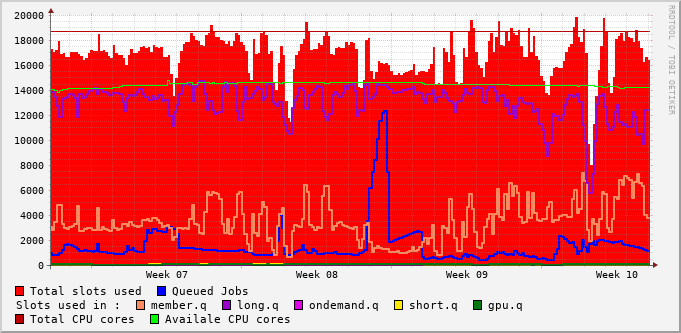 20000
18000
16000
14000
12000
10000
8000
6000
4000
2000
0
Week 07 Week 08 Week 09 Week 10
RRDTOOL / TOBI OETIKER
Total slots used Queued Jobs
Slots used in : member.q long.q ondemand.q short.q gpu.q
Total CPU cores Availale CPU cores